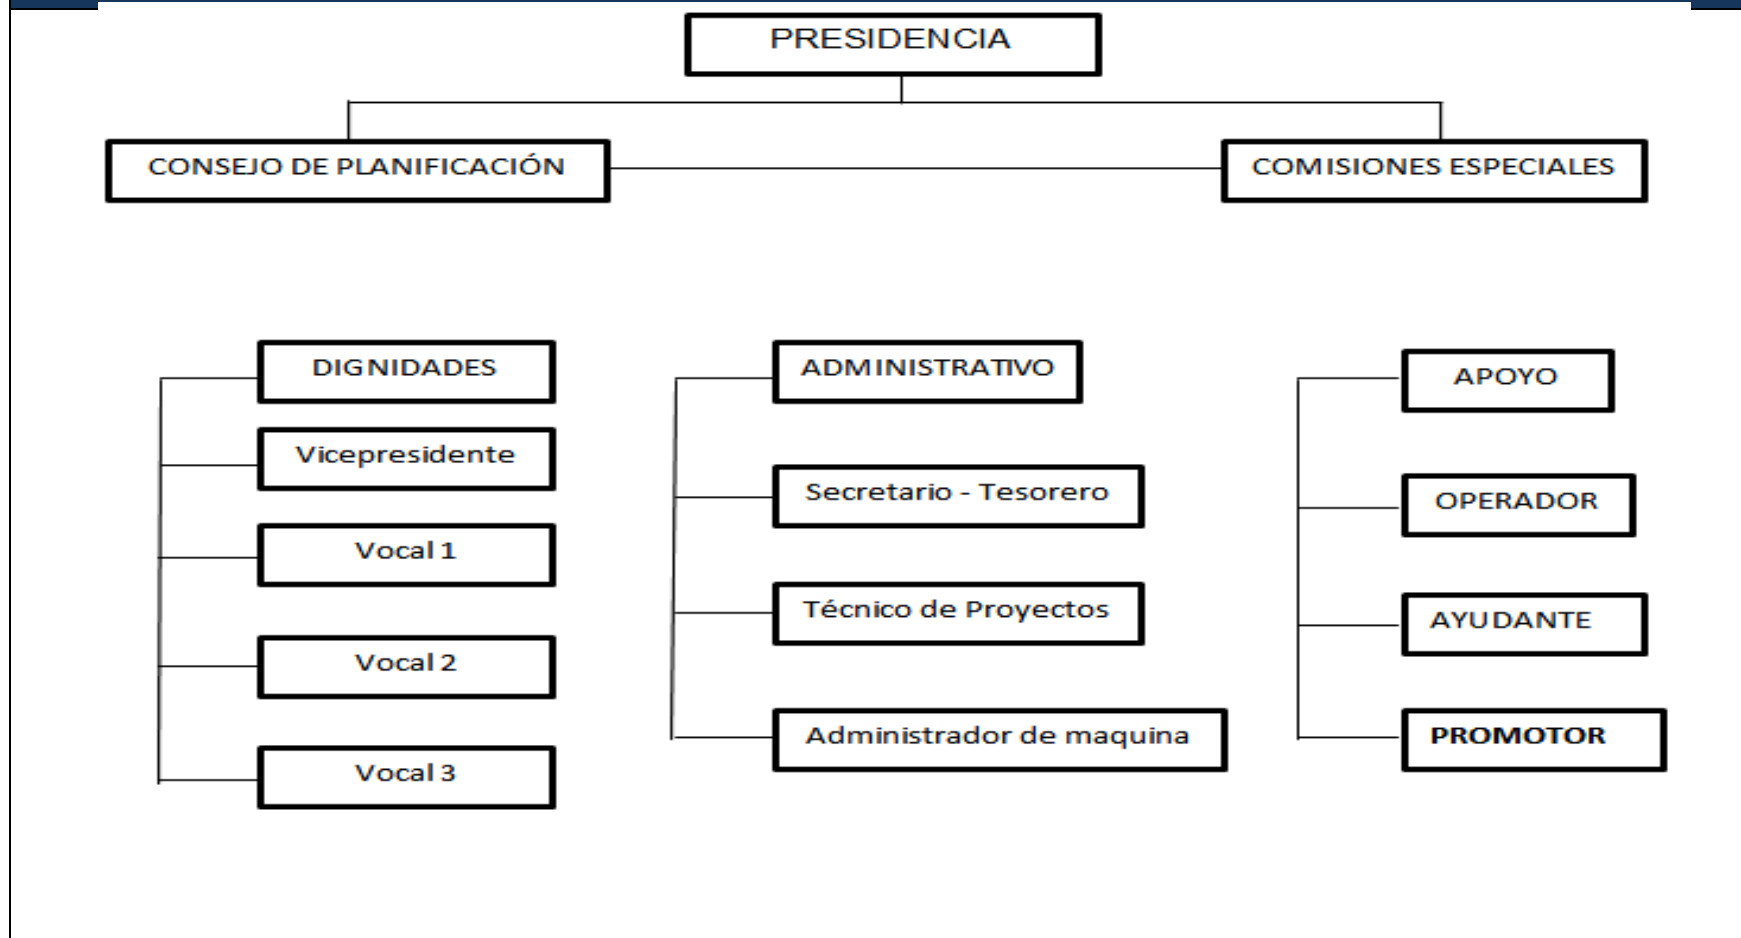 PRESIDENCIA
CONSEJO DE PLANIFICACIÓN
COMISIONES ESPECIALES
DIGNIDADES
Vicepresidente
Vocal 1
Vocal 2
Vocal 3
ADMINISTRATIVO
Secretario - Tesorero
Técnico de Proyectos
Administrador de maquina
APOYO
OPERADOR
AYUDANTE
PROMOTOR